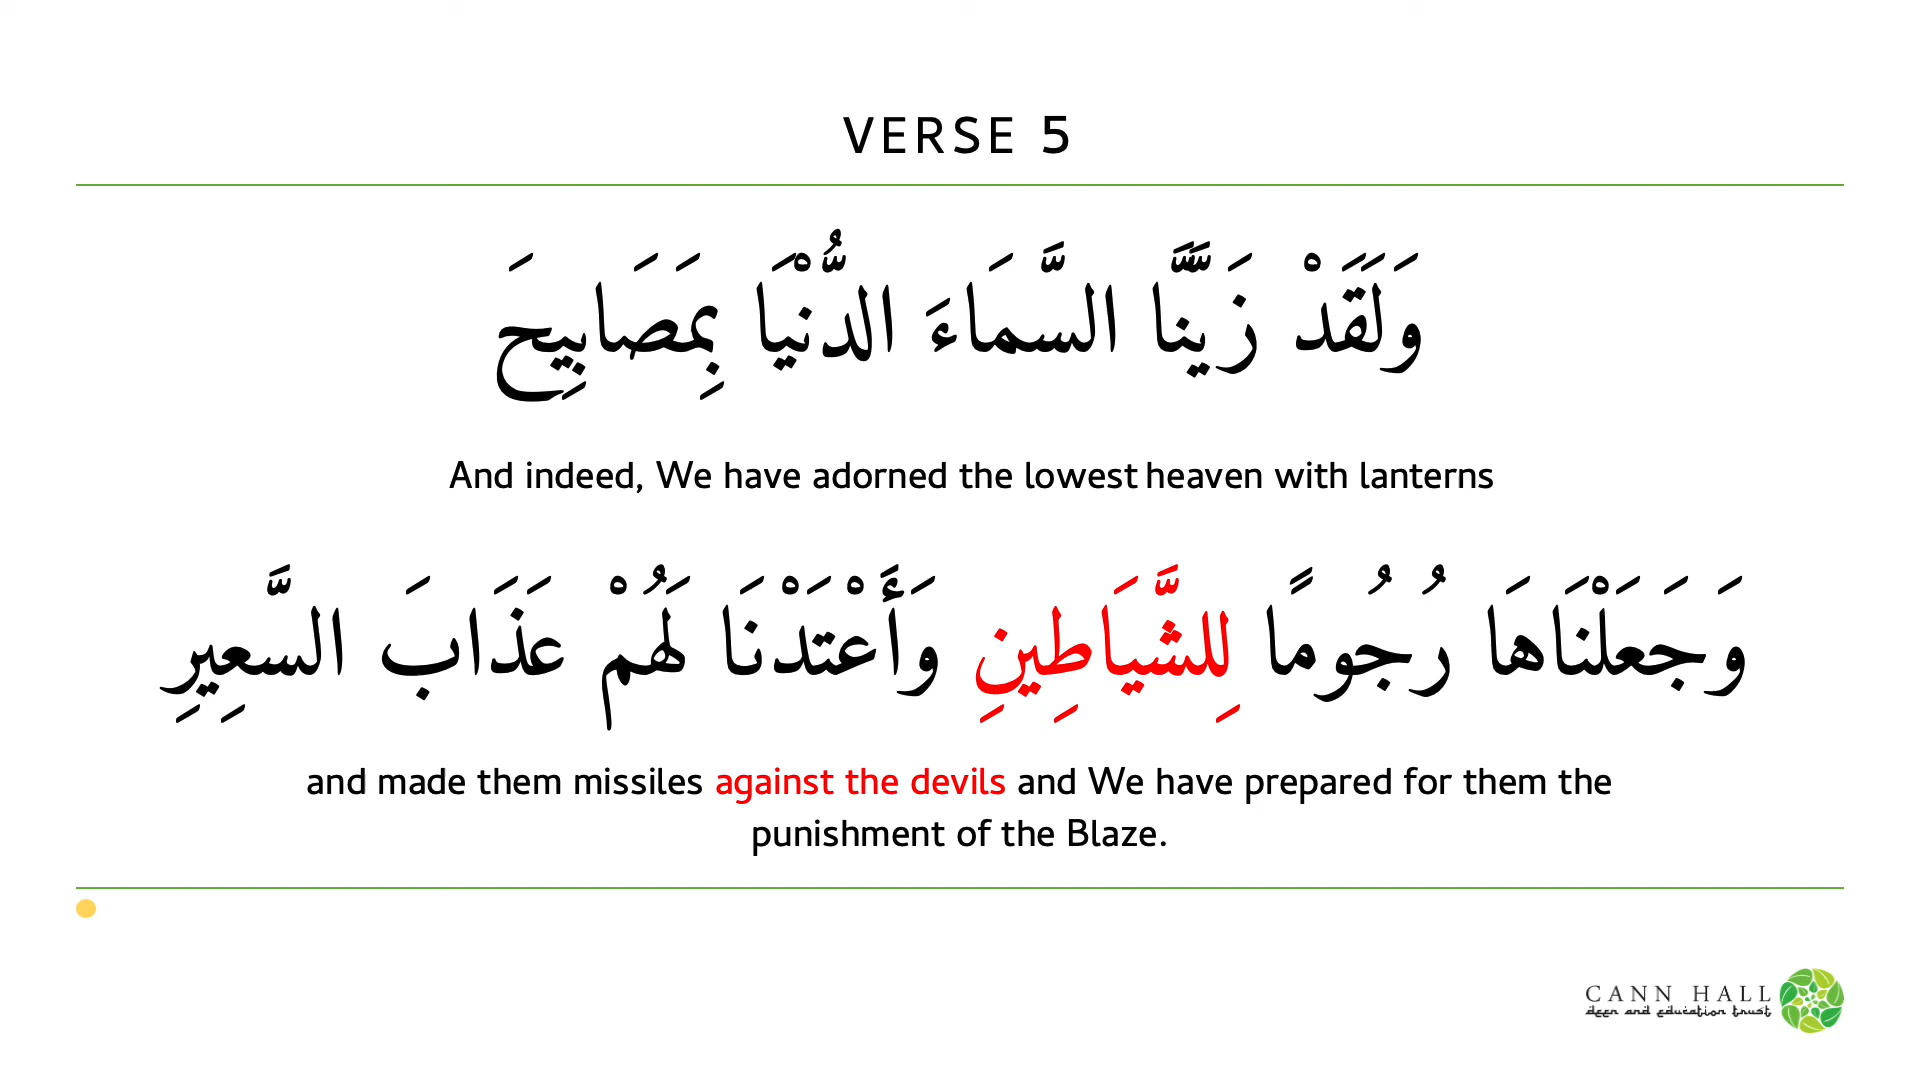 VERSE 5
وَلَقَدْ زَيَّنَّا السَّمَاءَ الدُّنْيَا بِمَصَابِيحَ
And indeed, We have adorned the lowest heaven with lanterns
وَجَعَلْنَاهَا رُجُومًا لِلشَّيَاطِينِ وَأَعْتَدْنَا لَهُمْ عَذَابَ السَّعِيرِ
and made them missiles against the devils and We have prepared for them the
punishment of the Blaze.
CANN HALL
deen and education trust